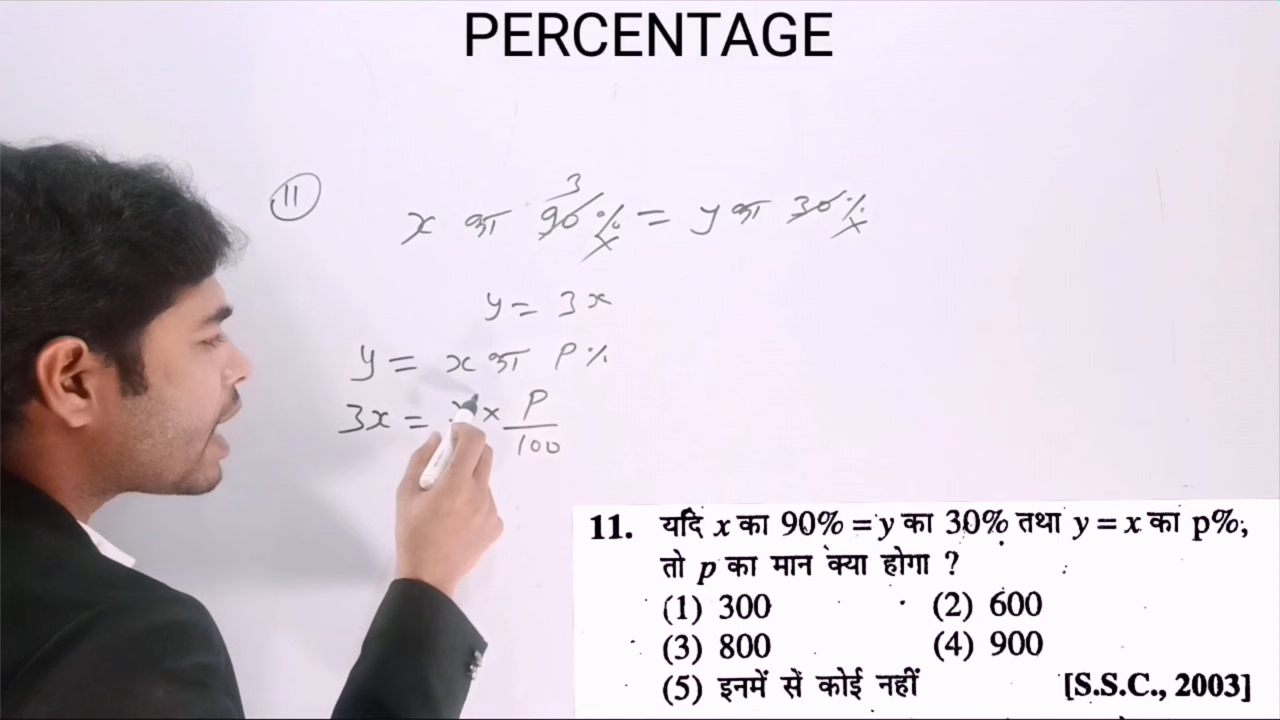 PERCENTAGE
11
3
x का 90% = y का 30%
y = 3x
y = x का P%
3x = x × P
100
11. यदि x का 90% = y का 30% तथा y = x का p%,
तो p का मान क्या होगा ?
(1) 300 (2) 600
(3) 800 (4) 900
(5) इनमें से कोई नहीं [S.S.C., 2003]